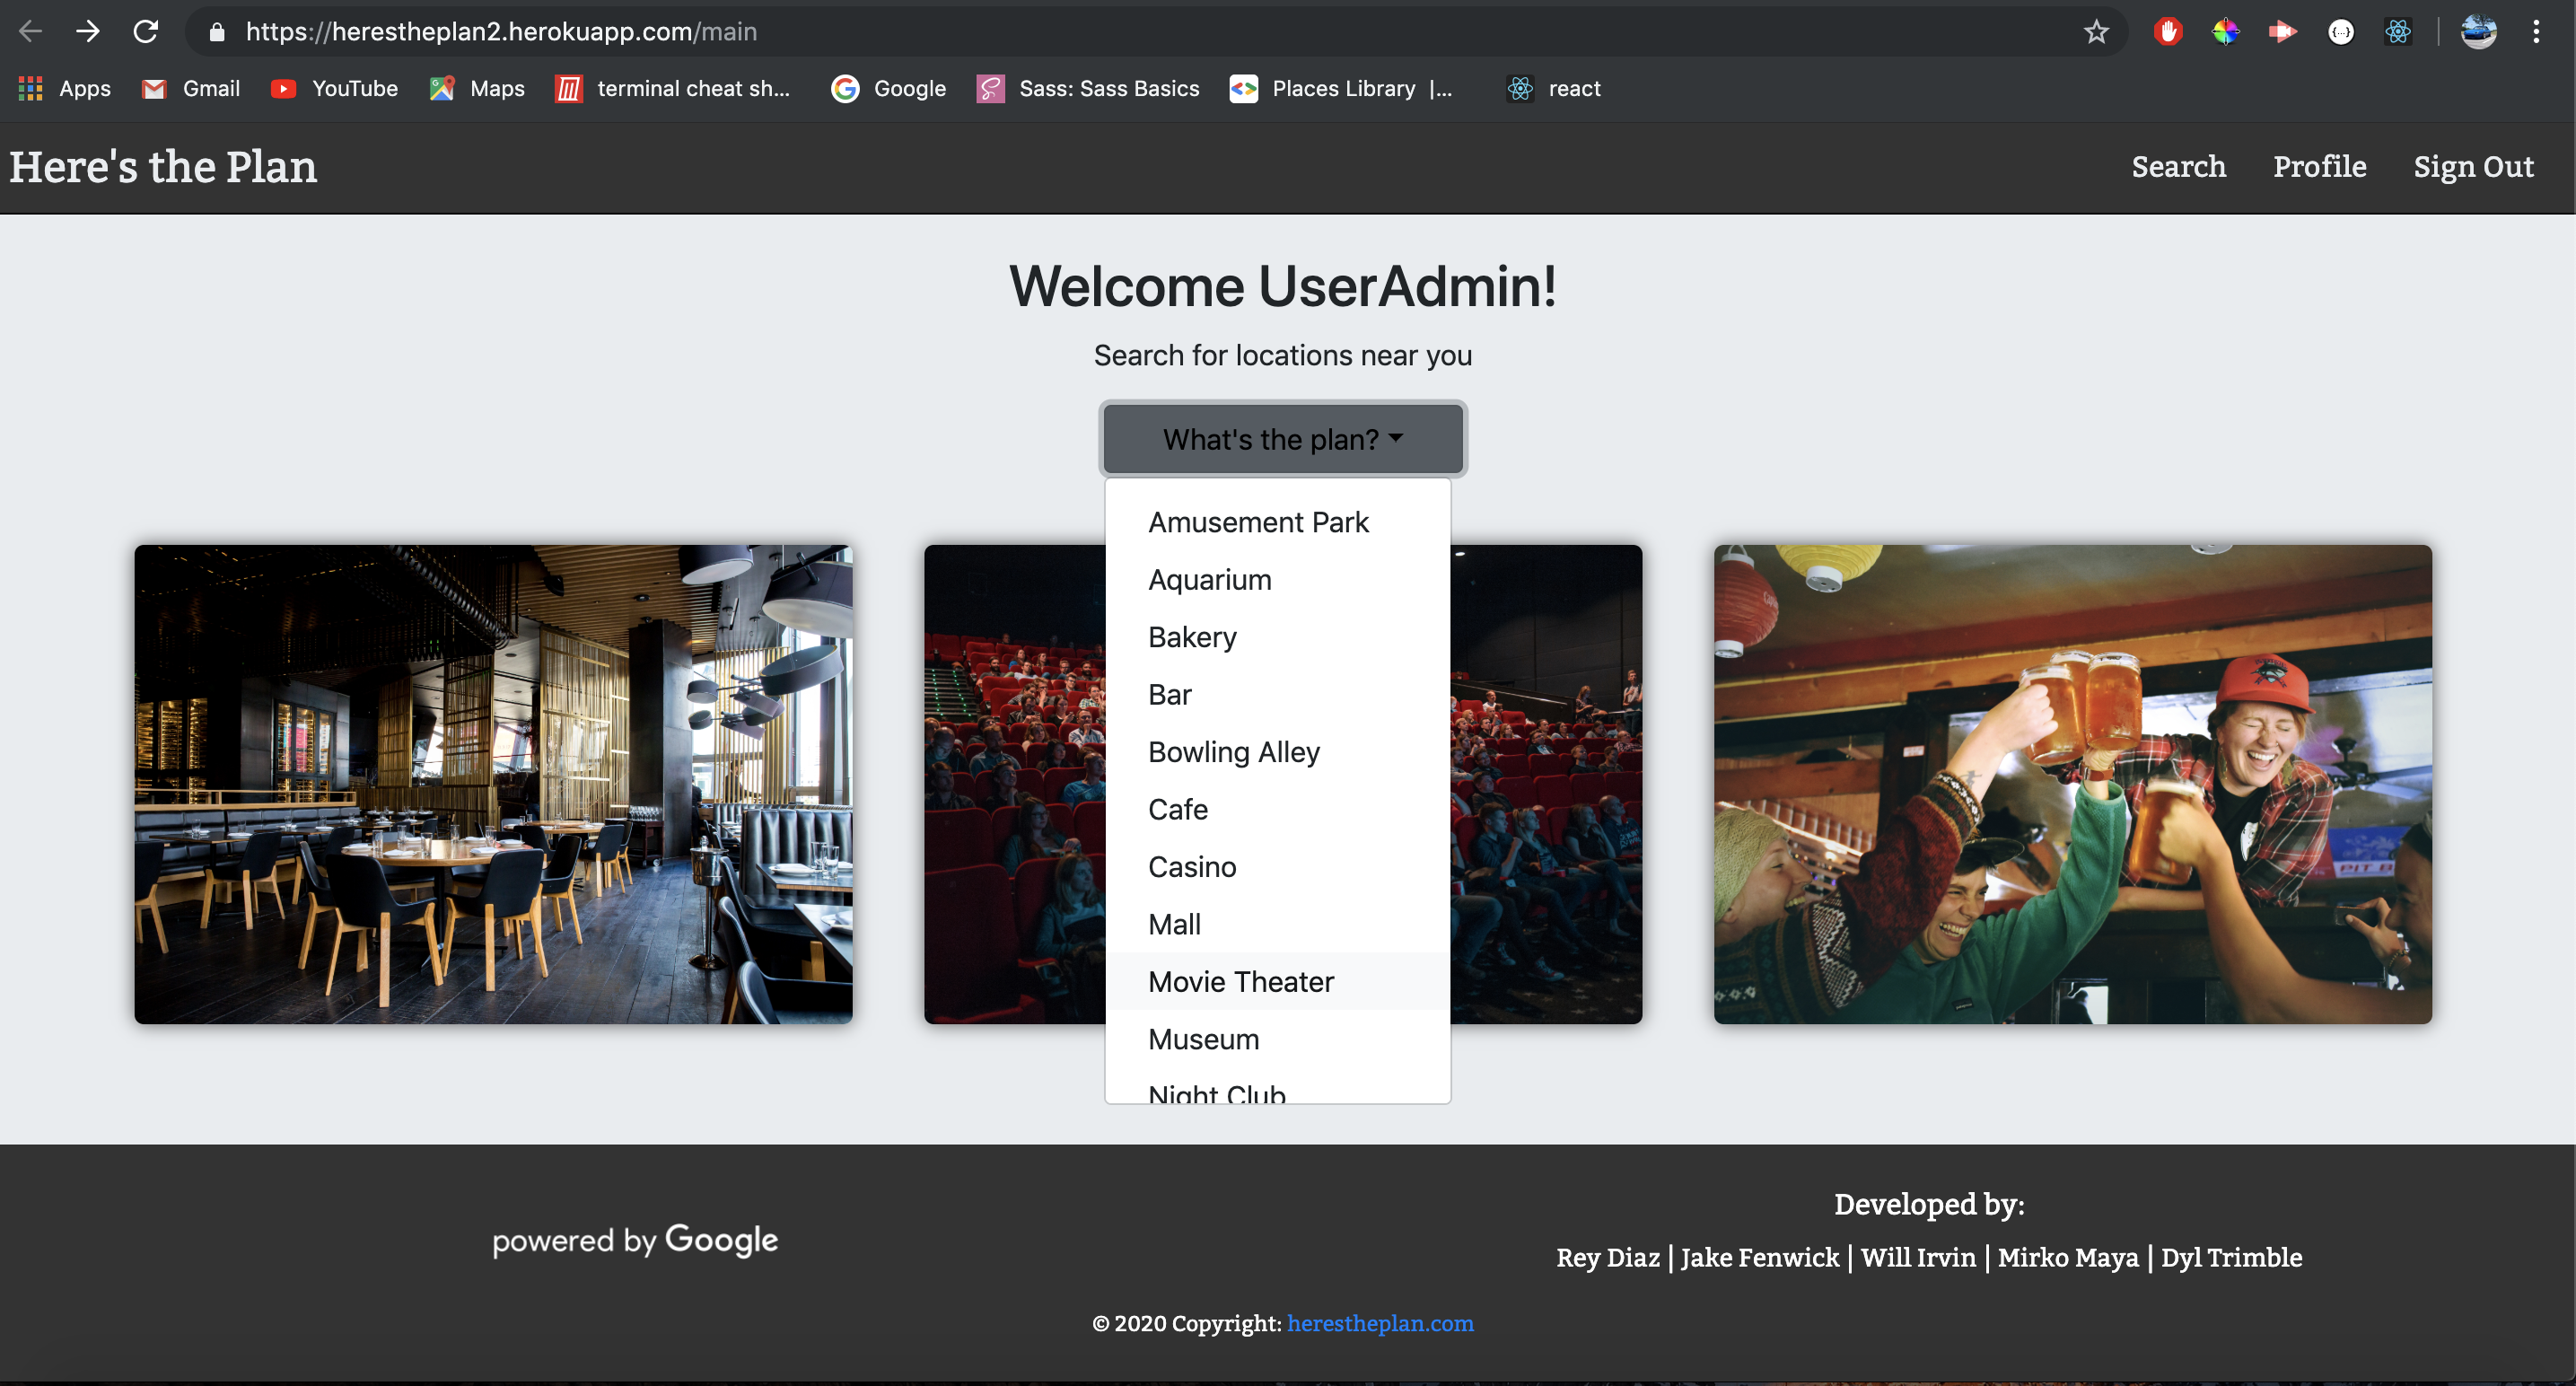 https://herestheplan2.herokuapp.com/main
Apps Gmail YouTube Maps terminal cheat sh... Google Sass: Sass Basics Places Library |... react
Here's the Plan Search Profile Sign Out
Welcome UserAdmin!
Search for locations near you
What's the plan?
Amusement Park
Aquarium
Bakery
Bar
Bowling Alley
Cafe
Casino
Mall
Movie Theater
Museum
Night Club
powered by Google
Developed by:
Rey Diaz | Jake Fenwick | Will Irvin | Mirko Maya | Dyl Trimble
© 2020 Copyright: herestheplan.com